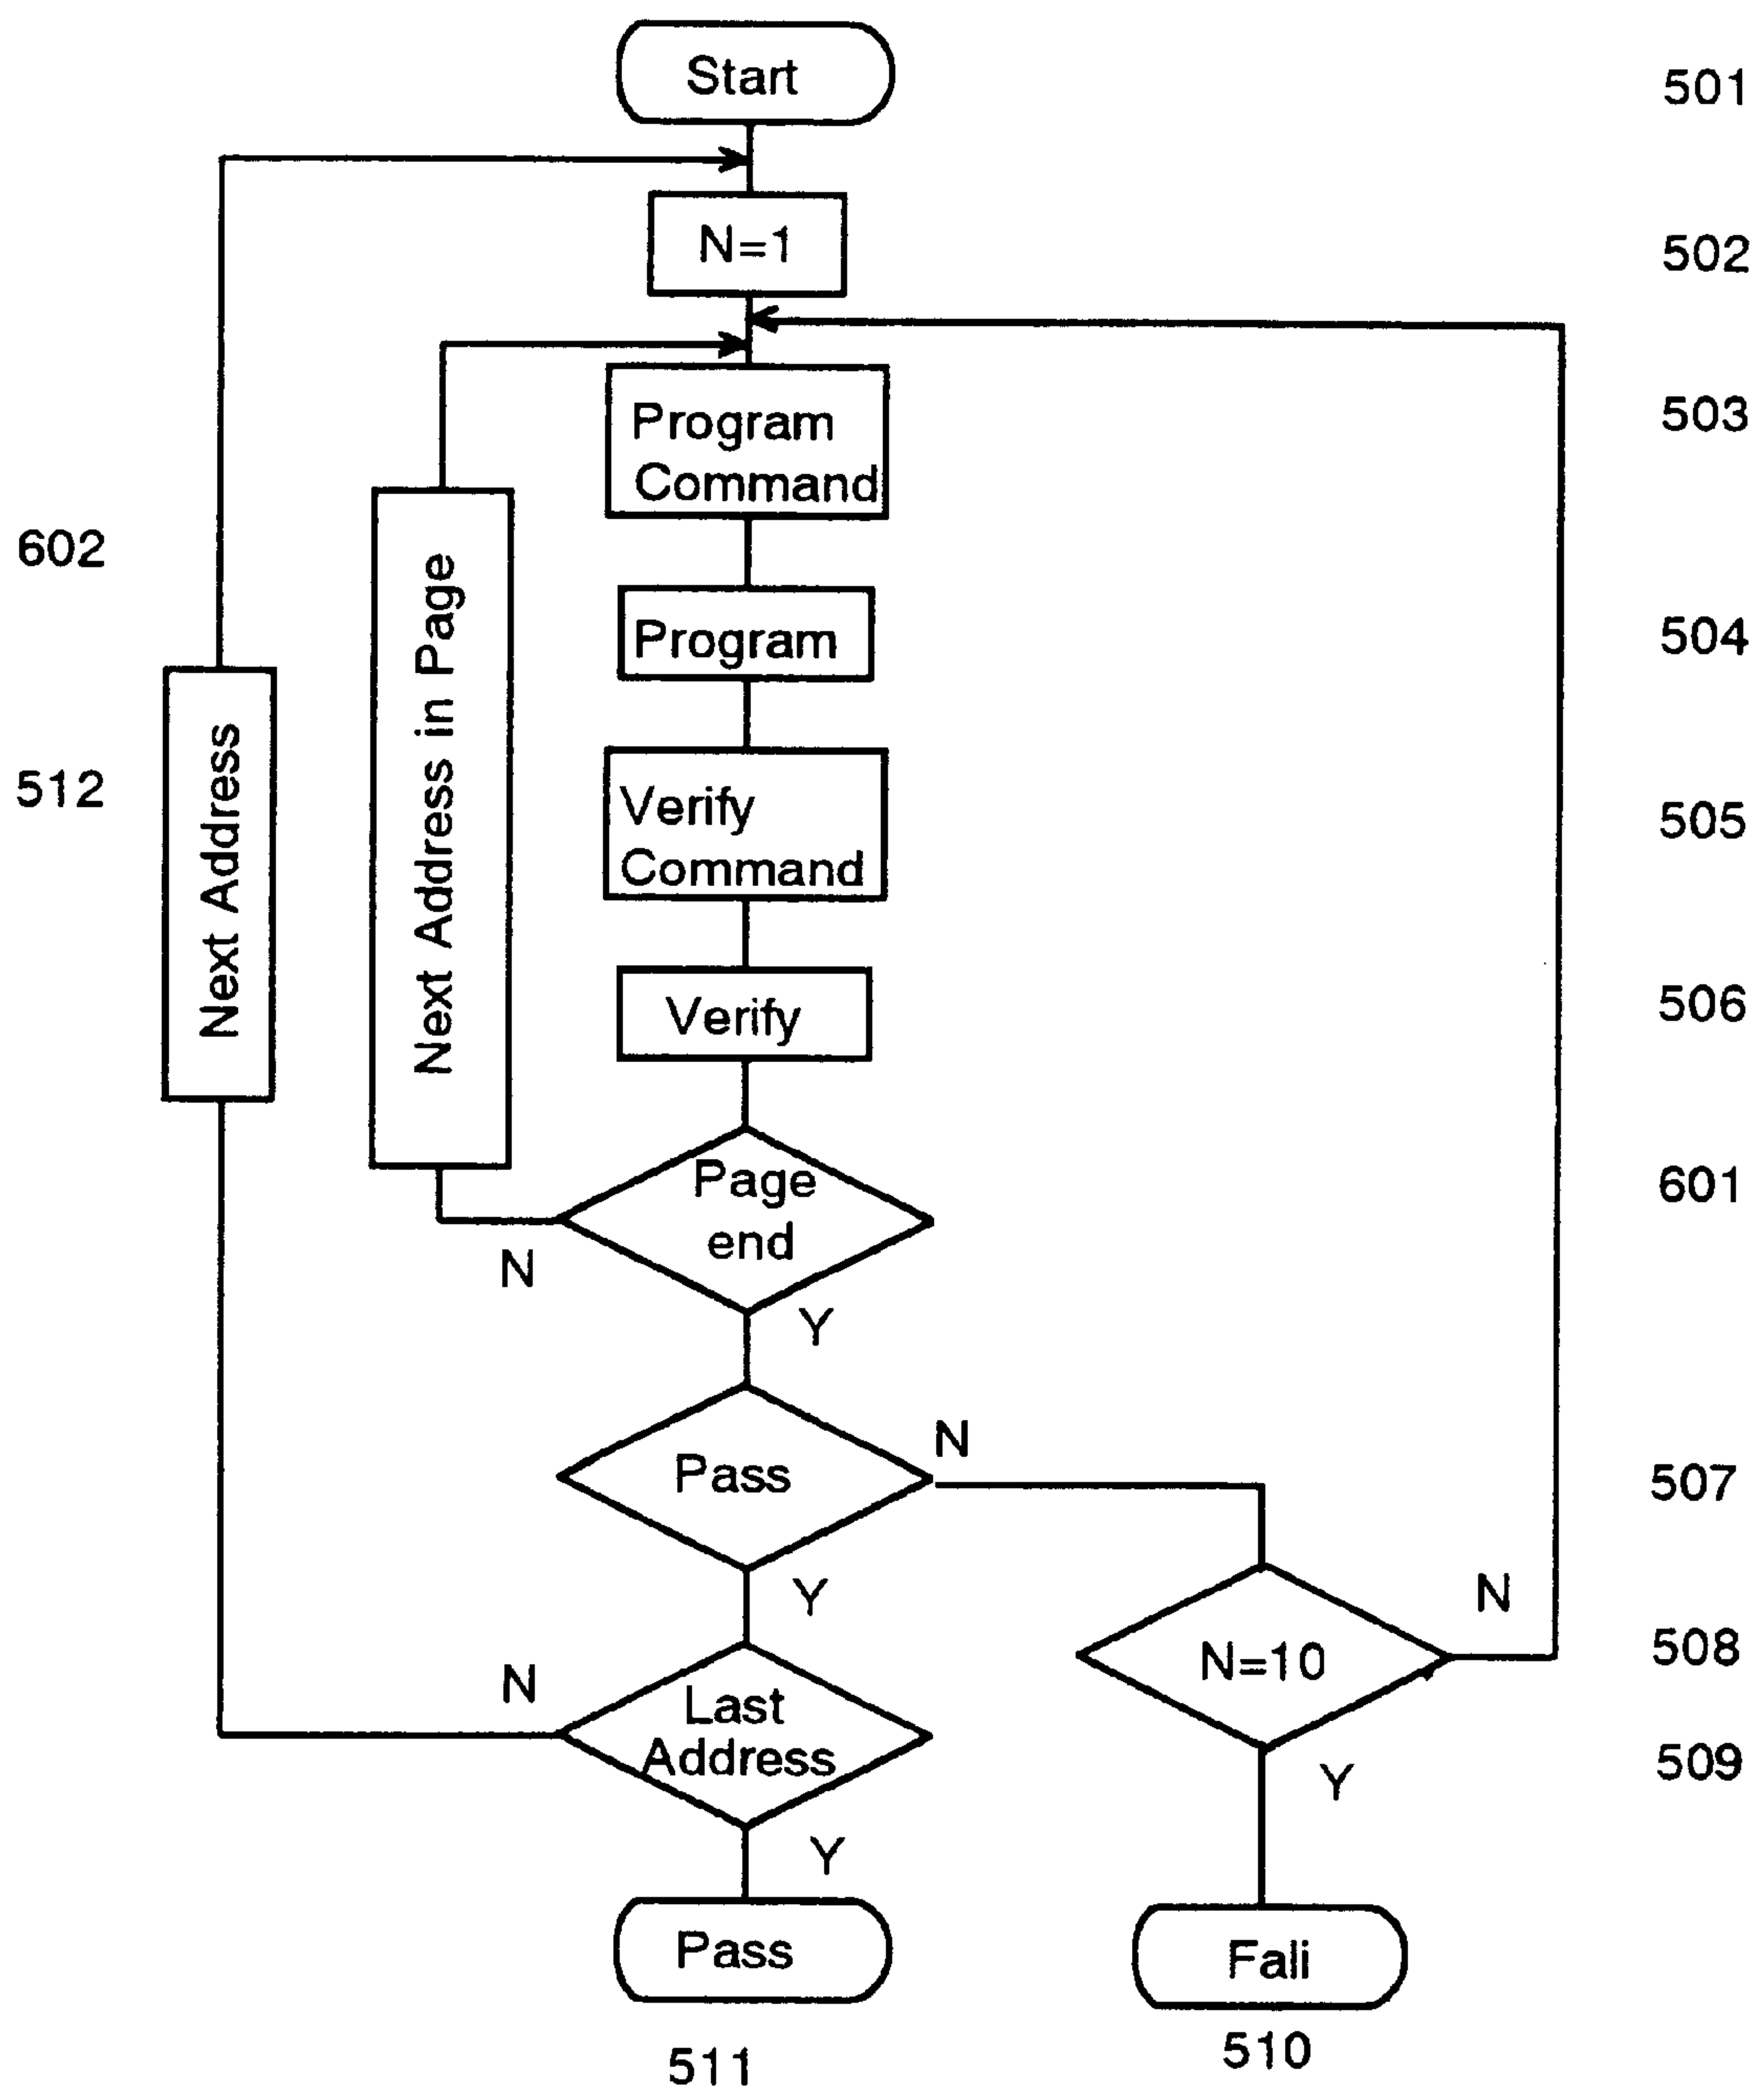 Start
501
N=1
502
Program
Command
503
602
Next Address in Page
Program
504
512
Next Address
Verify
Command
505
Verify
506
Page
end
601
N
Y
Pass
N
507
Y
N=10
N
508
N
Last
Address
509
Y
Y
Pass
Fali
511
510